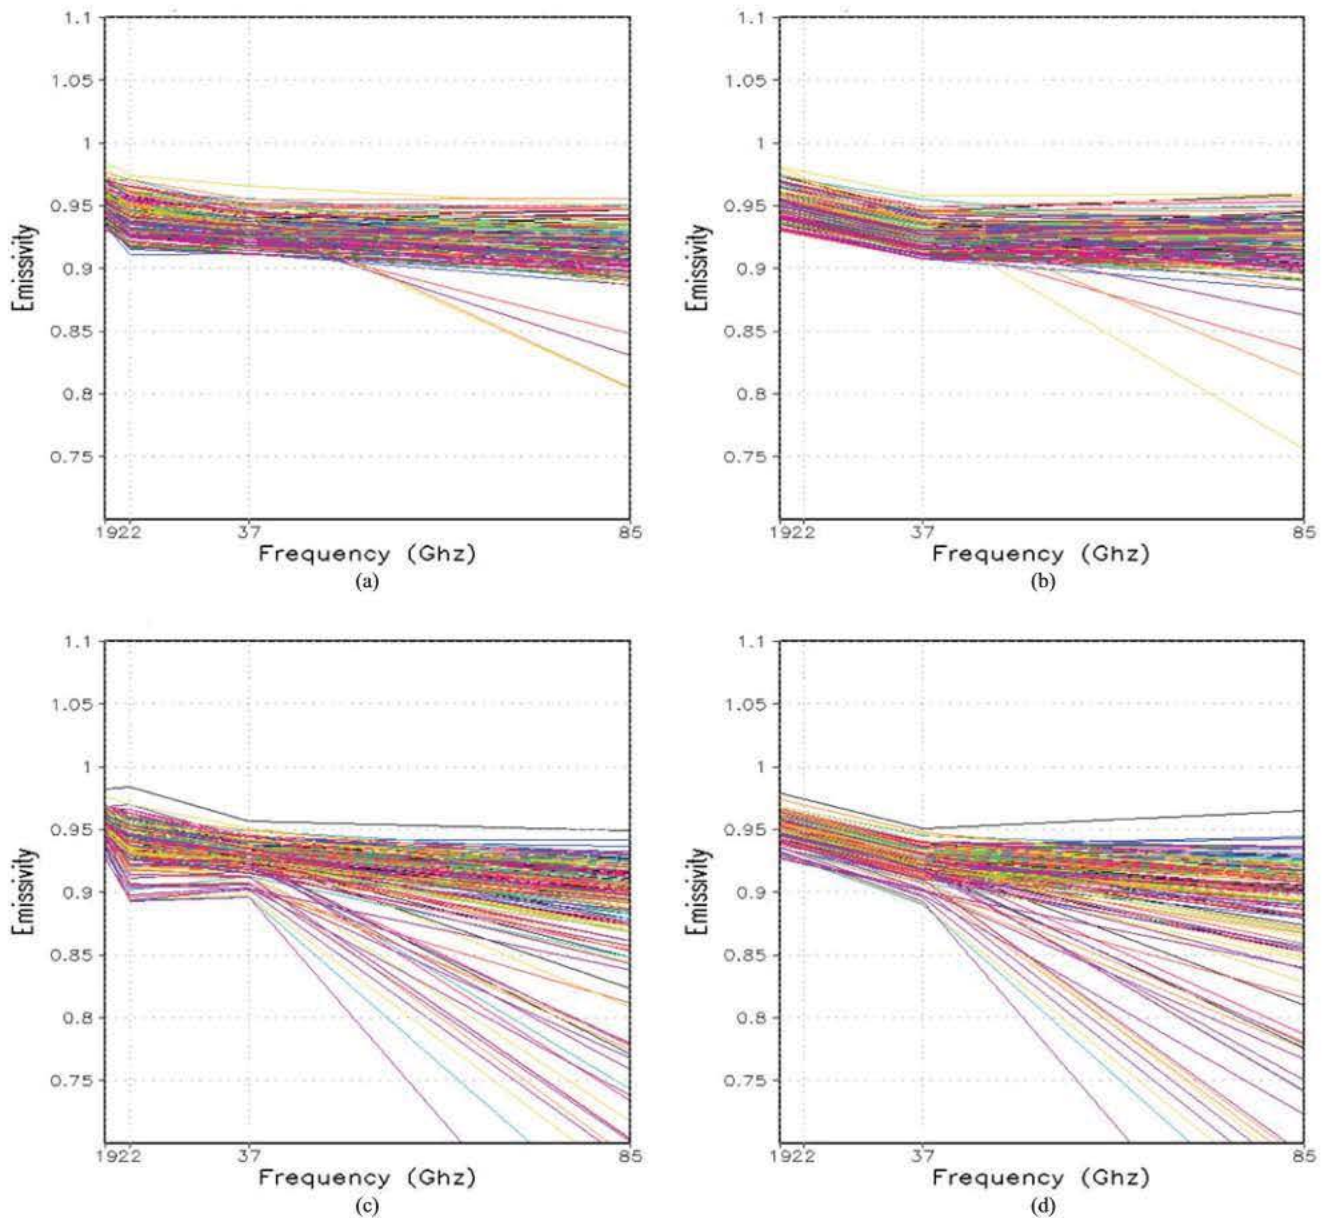 1.1 1.1
1.05 1.05
1 1
0.95 0.95
0.9 0.9
0.85 0.85
0.8 0.8
0.75 0.75
Emissivity Emissivity
1922 37 85 1922 37 85
Frequency (Ghz) Frequency (Ghz)
(a) (b)
1.1 1.1
1.05 1.05
1 1
0.95 0.95
0.9 0.9
0.85 0.85
0.8 0.8
0.75 0.75
Emissivity Emissivity
1922 37 85 1922 37 85
Frequency (Ghz) Frequency (Ghz)
(c) (d)